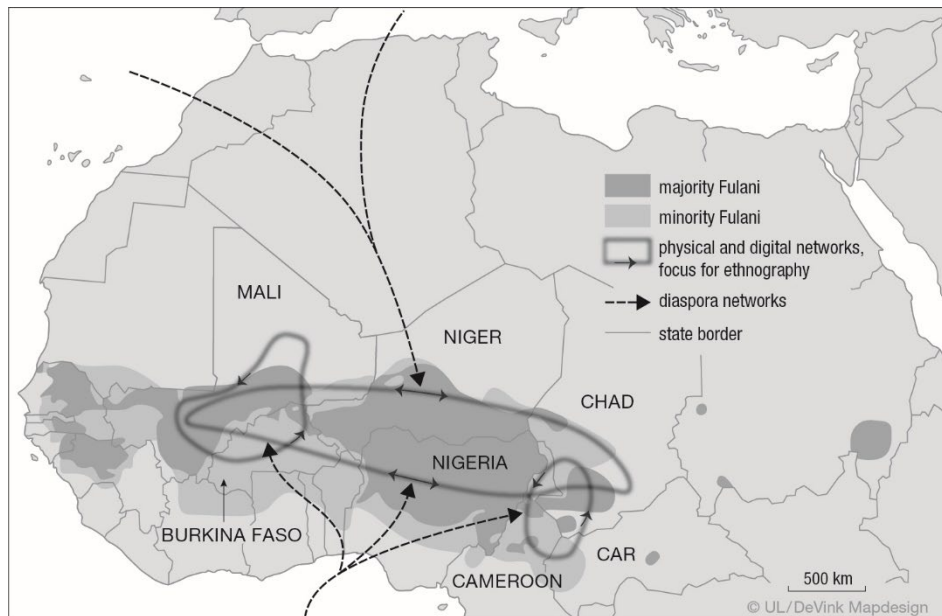 majority Fulani
minority Fulani
physical and digital networks,
focus for ethnography
diaspora networks
state border
MALI
NIGER
CHAD
NIGERIA
BURKINA FASO
CAR
CAMEROON
500 km
© UL/DeVink Mapdesign